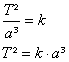 T²/a³ = k
T² = k · a³